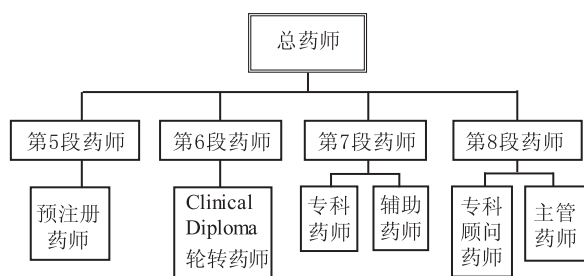 总药师
第5段药师
第6段药师
第7段药师
第8段药师
预注册
药师
Clinical
Diploma
轮转药师
专科
药师
辅助
药师
专科
顾问
药师
主管
药师